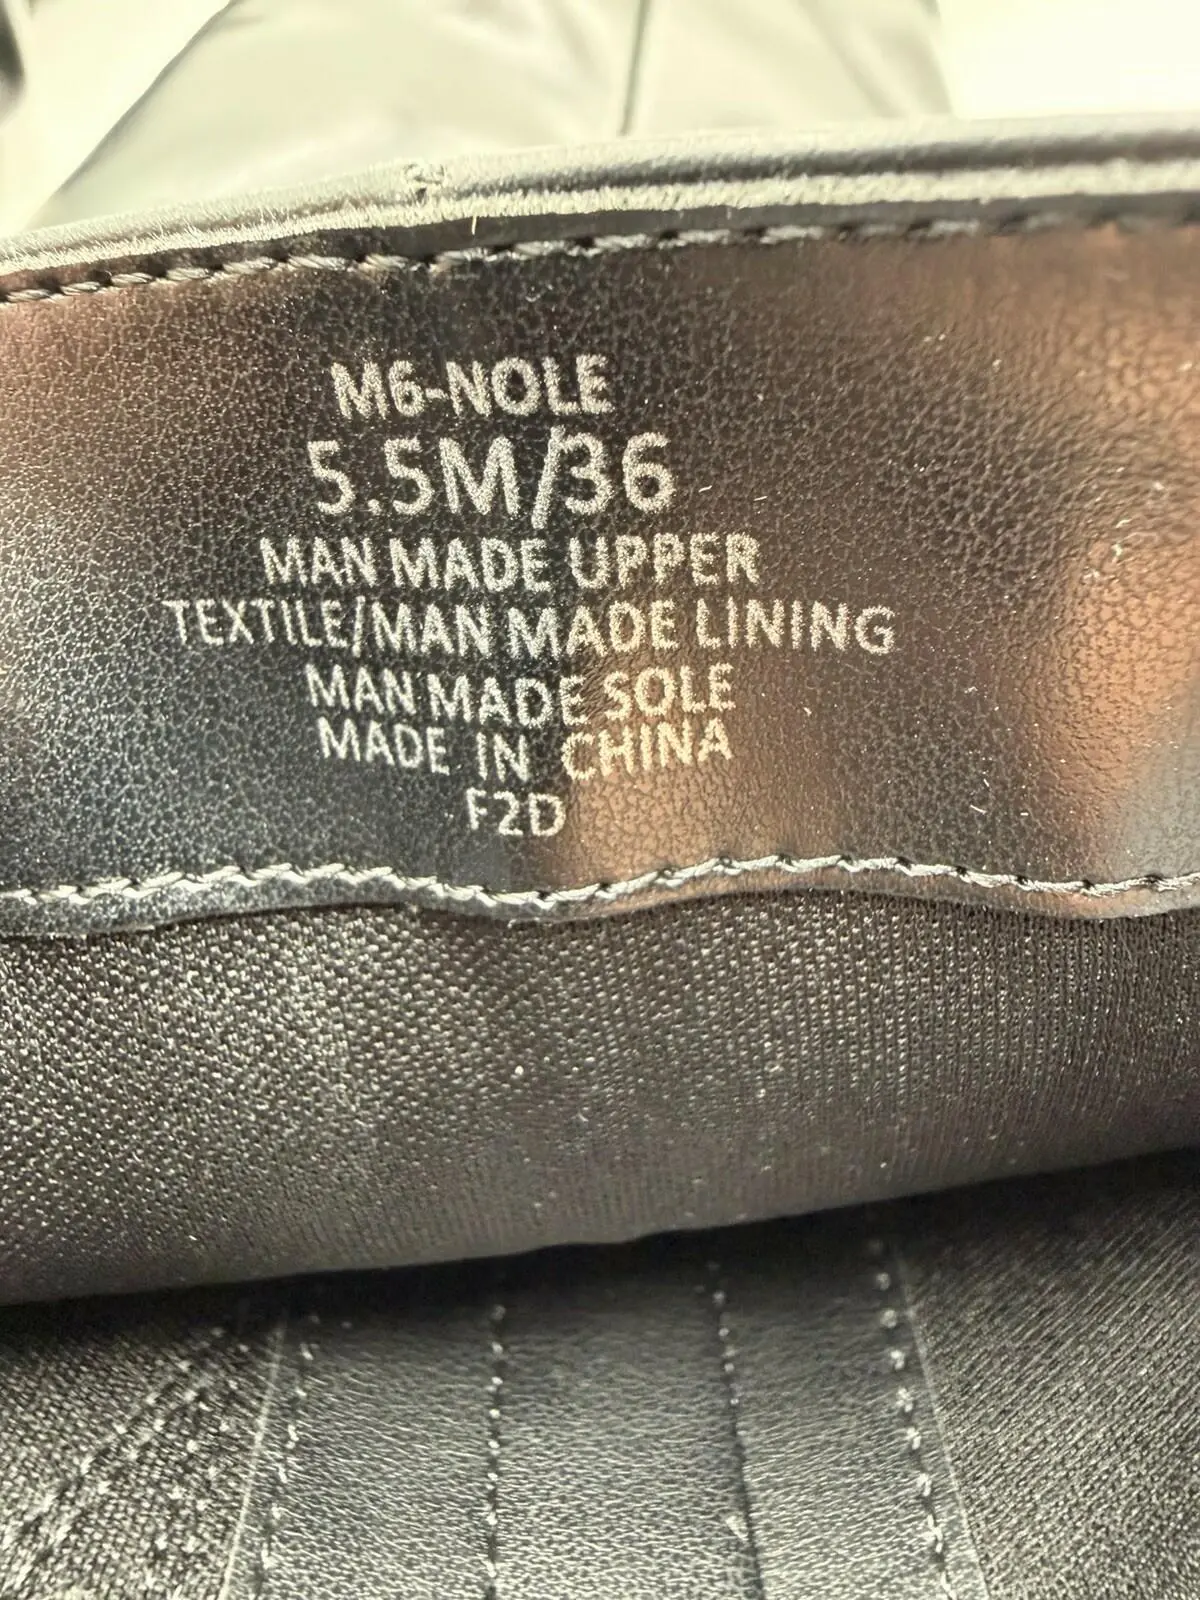 M6-NOLE
5.5M/36
MAN MADE UPPER
TEXTILE/MAN MADE LINING
MAN MADE SOLE
MADE IN CHINA
F2D